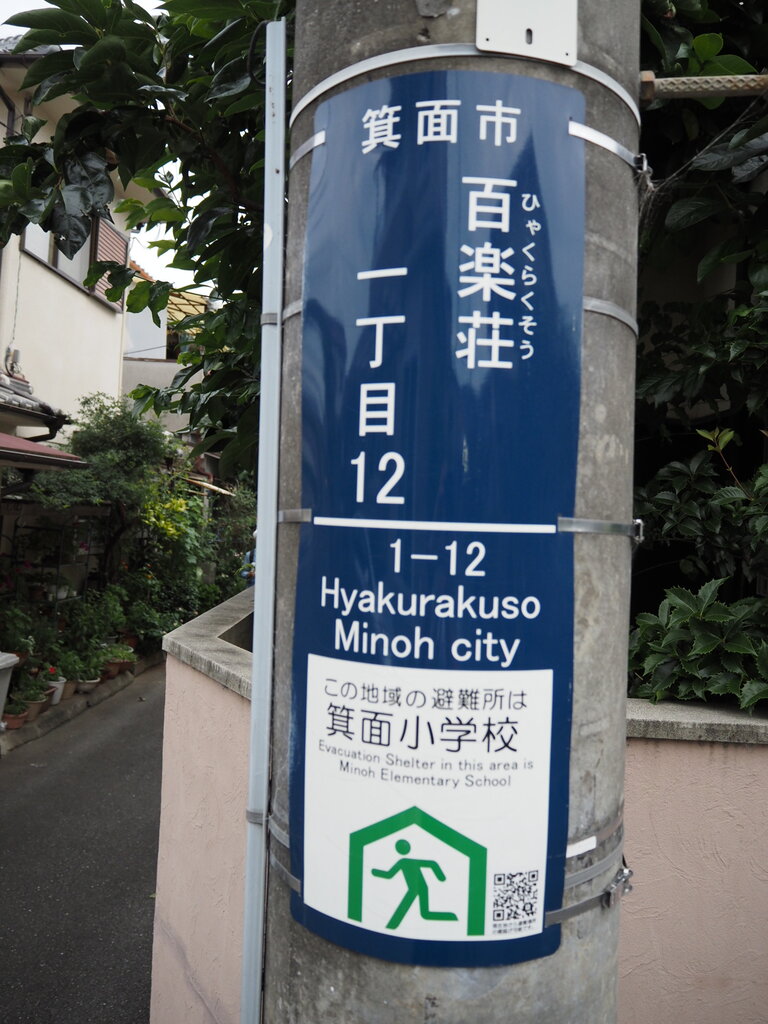 箕面市
百楽荘
ひゃくらくそう
一丁目
12
1−12
Hyakurakuso
Minoh city
この地域の避難所は
箕面小学校
Evacuation Shelter in this area is
Minoh Elementary School